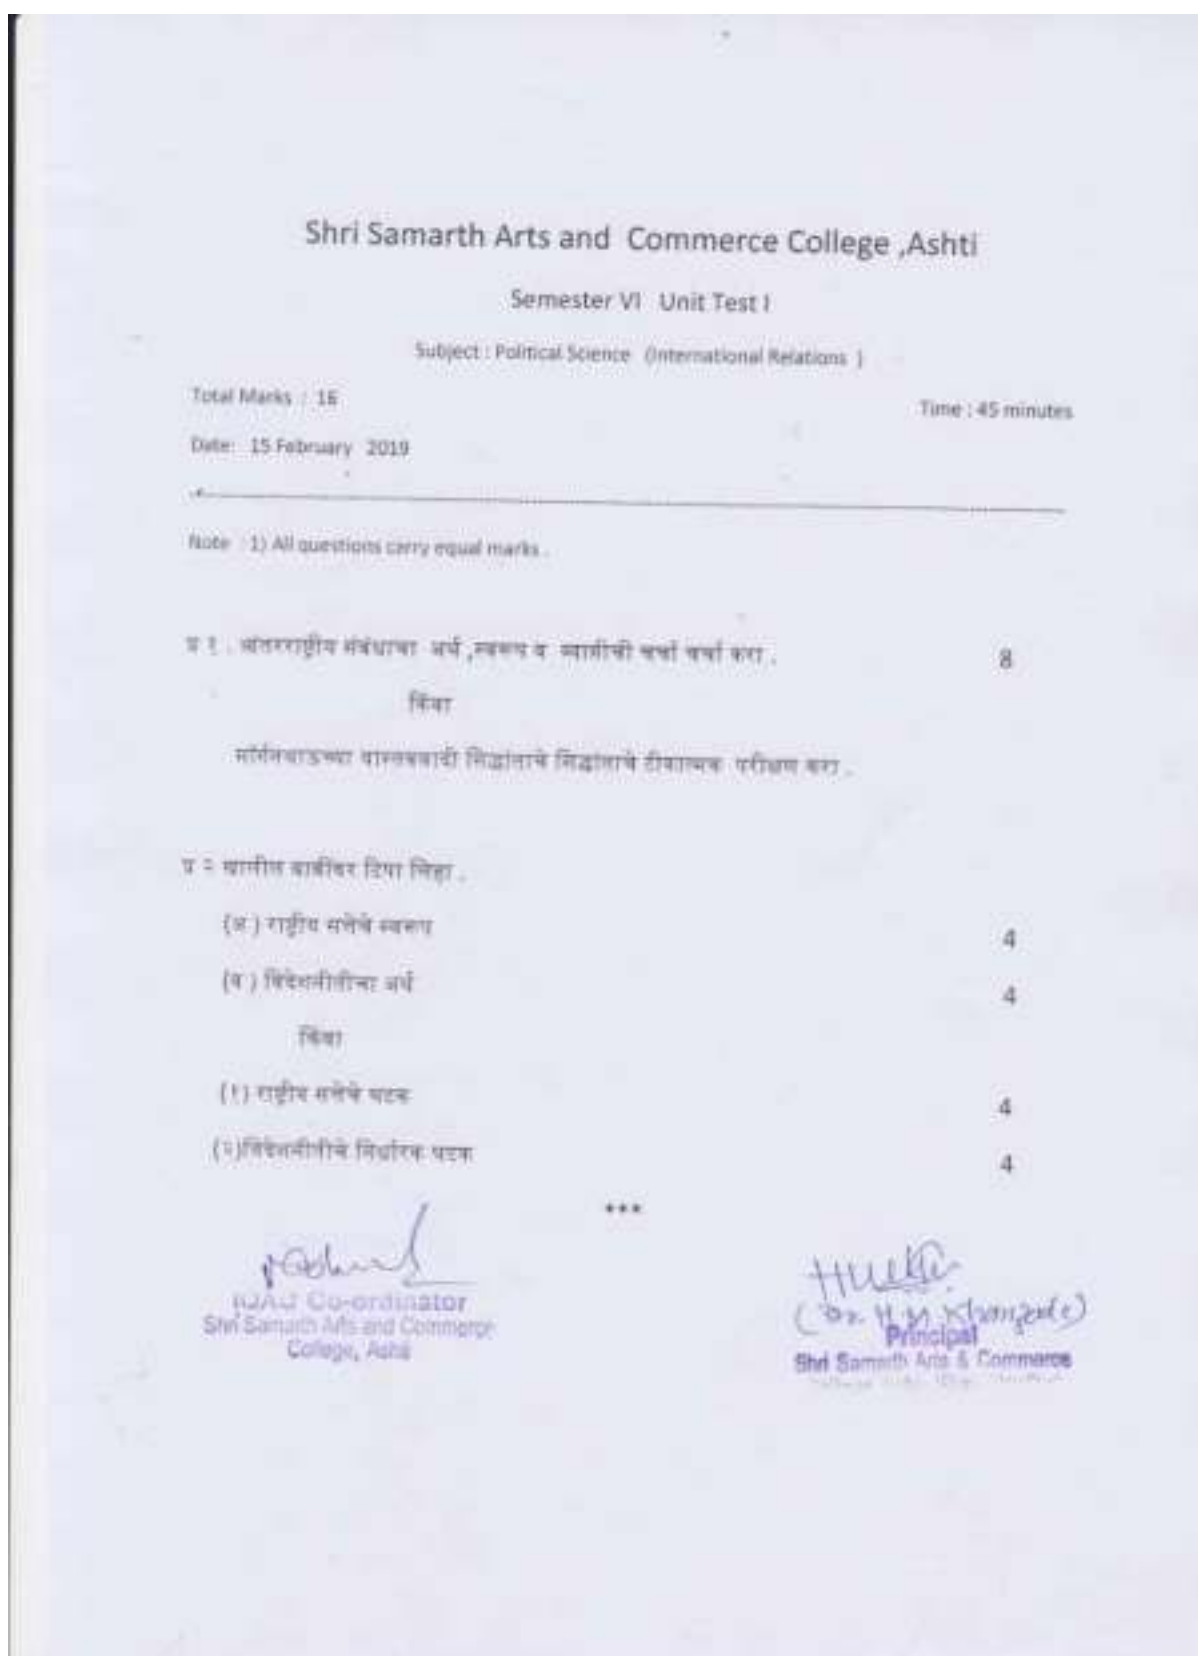 Shri Samarth Arts and Commerce College ,Ashti
Semester VI Unit Test I
Subject : Political Science (International Relations )
Total Marks : 16
Time : 45 minutes
Date: 15 February 2019
Note : 1) All questions carry equal marks .
प्र १ . आंतरराष्ट्रीय संबंधाचा अर्थ ,स्वरूप व व्याप्तीची चर्चा चर्चा करा . 8
किंवा
वास्तववादी सिद्धांताचे सिद्धांताचे टीकात्मक परीक्षण करा .
प्र २ खालील बाबींवर टिपा लिहा .
(अ ) राष्ट्रीय सत्तेचे स्वरूप 4
(ब ) विदेशनीतीचा अर्थ 4
किंवा
(१) राष्ट्रीय सत्तेचे घटक 4
(२)विदेशनीतीचे निर्धारक घटक 4
***
IQAC Co-ordinator
Shri Samarth Arts and Commerce
College, Ashti
(Dr. H. M. Khangende)
Principal
Shri Samarth Arts & Commerce